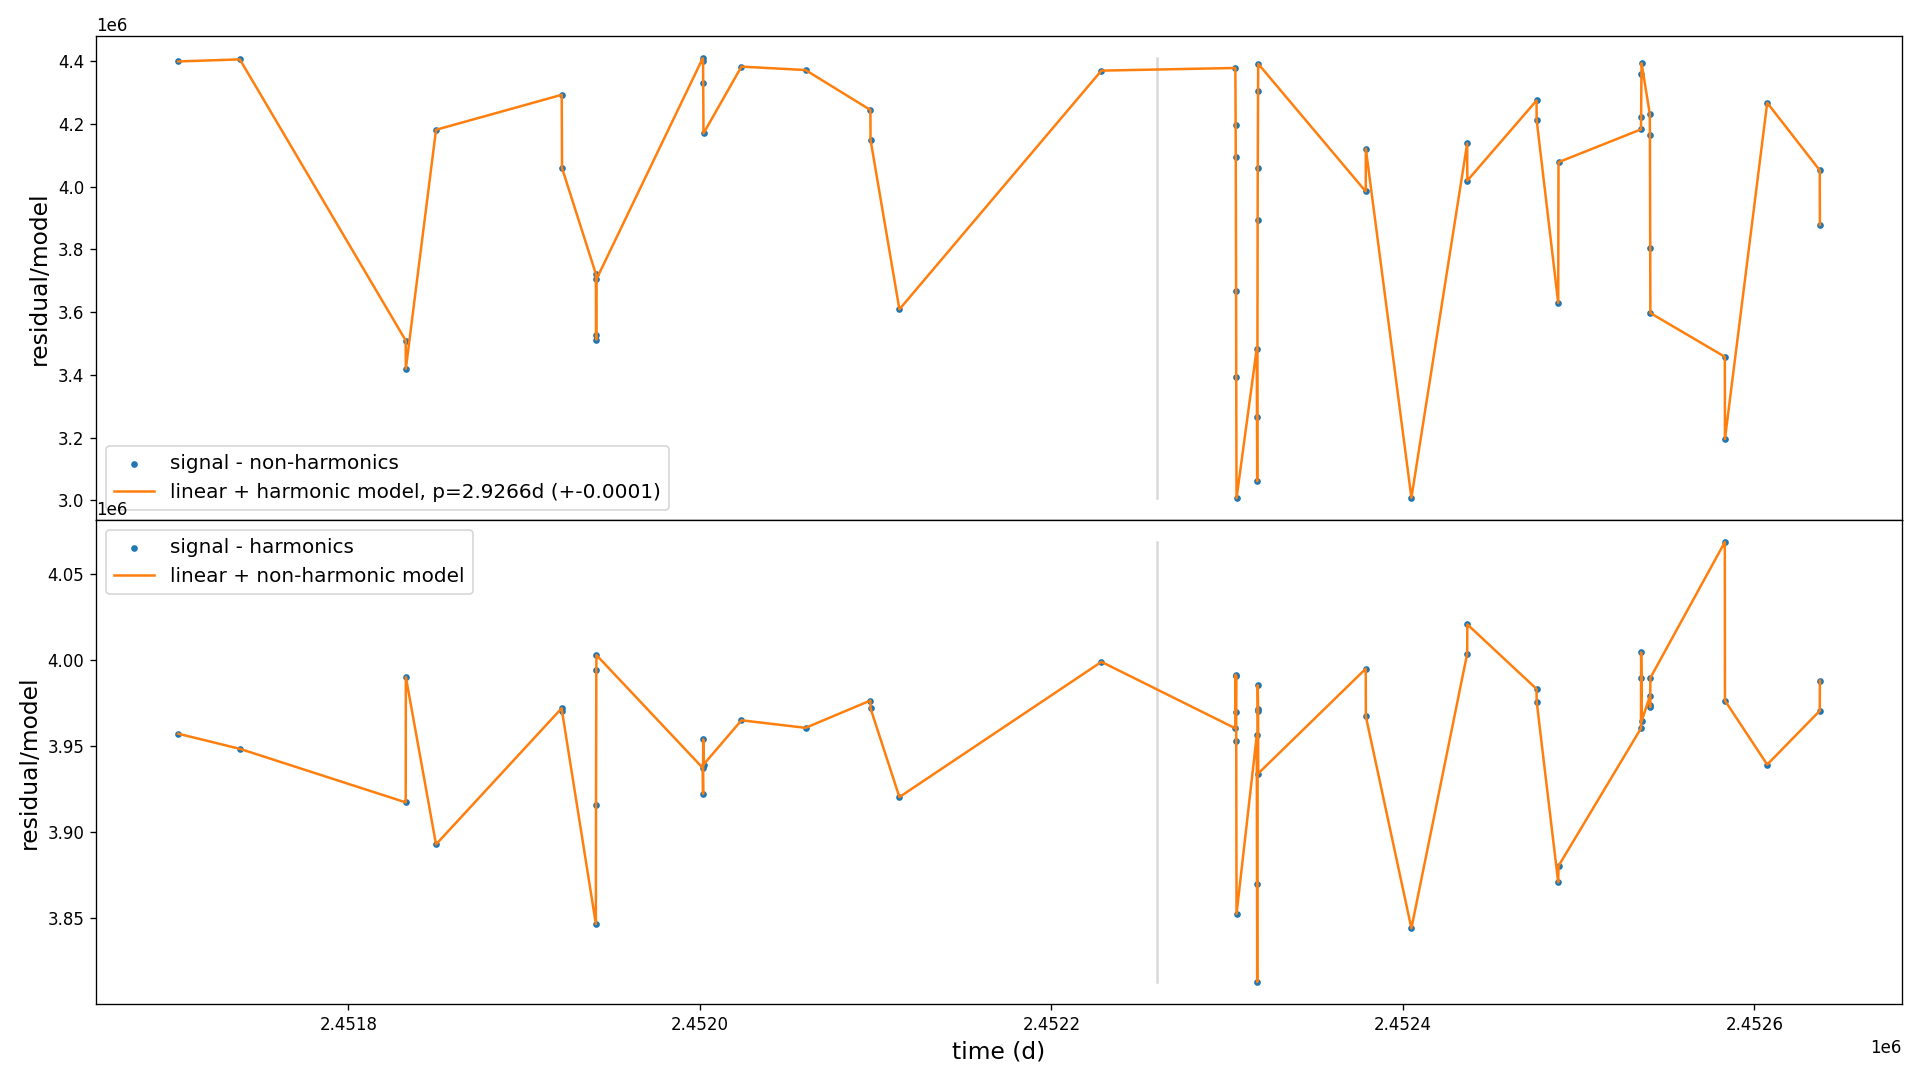 1e6
4.4
4.2
4.0
3.8
3.6
3.4
3.2
3.0
residual/model
signal - non-harmonics
linear + harmonic model, p=2.9266d (+-0.0001)
1e6
signal - harmonics
linear + non-harmonic model
4.05
4.00
3.95
3.90
3.85
residual/model
2.4518 2.4520 2.4522 2.4524 2.4526
time (d)
1e6